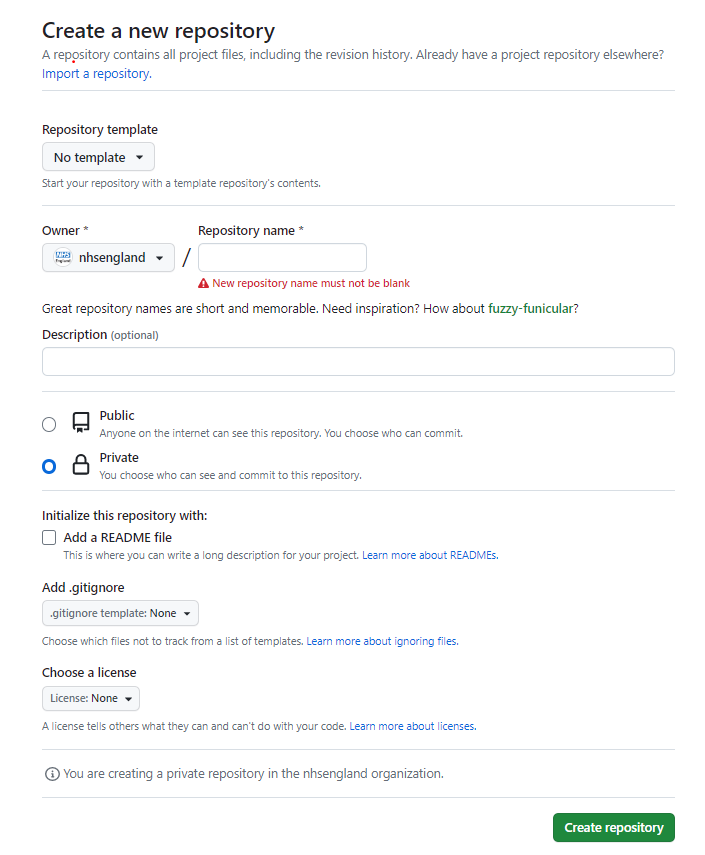 Create a new repository
A repository contains all project files, including the revision history. Already have a project repository elsewhere?
Import a repository.
Repository template
No template
Start your repository with a template repository's contents.
Owner *
Repository name *
NHS
England
nhsengland
/
New repository name must not be blank
Great repository names are short and memorable. Need inspiration? How about fuzzy-funicular?
Description (optional)
Public
Anyone on the internet can see this repository. You choose who can commit.
Private
You choose who can see and commit to this repository.
Initialize this repository with:
Add a README file
This is where you can write a long description for your project. Learn more about READMEs.
Add .gitignore
.gitignore template: None
Choose which files not to track from a list of templates. Learn more about ignoring files.
Choose a license
License: None
A license tells others what they can and can't do with your code. Learn more about licenses.
You are creating a private repository in the nhsengland organization.
Create repository